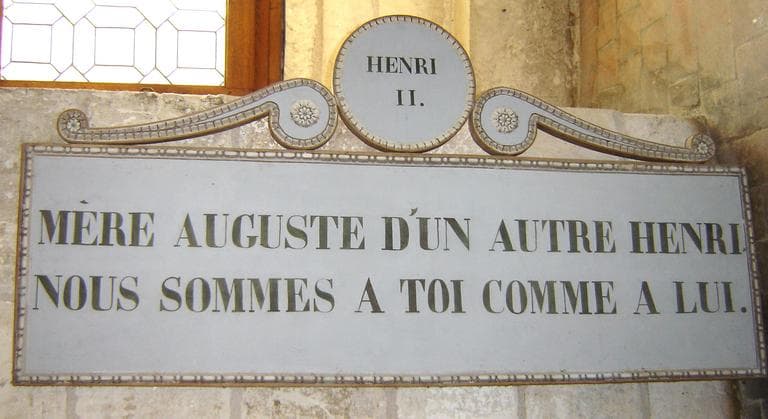 HENRI
II.
MÈRE AUGUSTE D'UN AUTRE HENRI
NOUS SOMMES A TOI COMME A LUI.